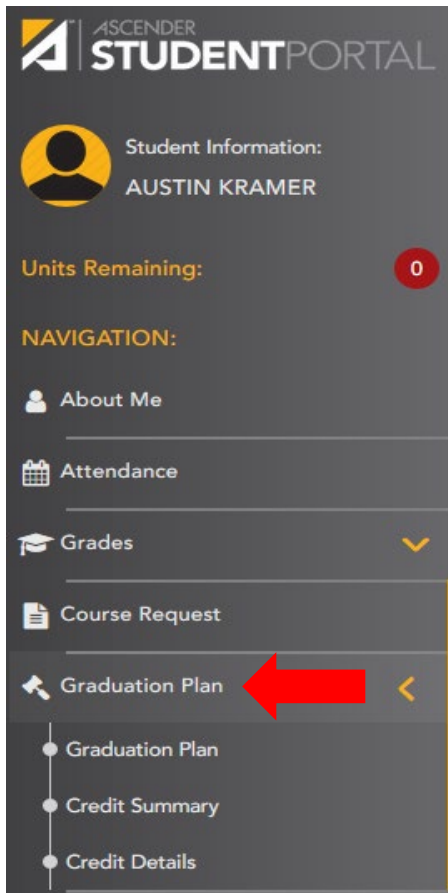 ASCENDER
STUDENTPORTAL
Student Information:
AUSTIN KRAMER
Units Remaining: 0
NAVIGATION:
About Me
Attendance
Grades
Course Request
Graduation Plan
Graduation Plan
Credit Summary
Credit Details